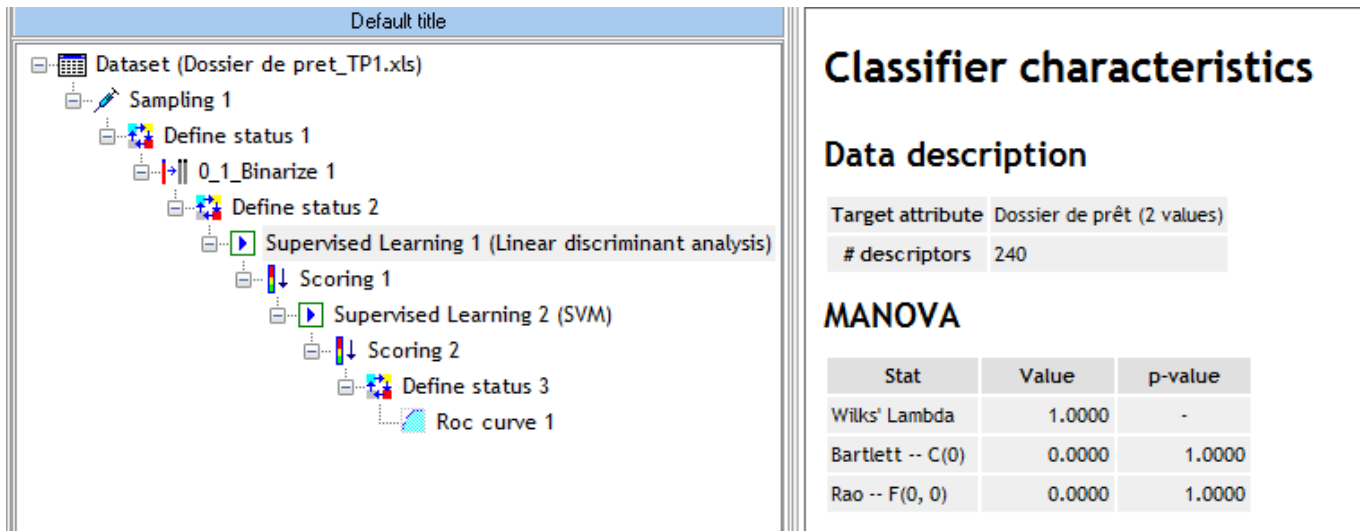 Default title
Dataset (Dossier de pret_TP1.xls)
Sampling 1
Define status 1
0_1_Binarize 1
Define status 2
Supervised Learning 1 (Linear discriminant analysis)
Scoring 1
Supervised Learning 2 (SVM)
Scoring 2
Define status 3
Roc curve 1
Classifier characteristics
Data description
Target attribute Dossier de prêt (2 values)
# descriptors 240
MANOVA
Stat Value p-value
Wilks' Lambda 1.0000 -
Bartlett -- C(0) 0.0000 1.0000
Rao -- F(0, 0) 0.0000 1.0000